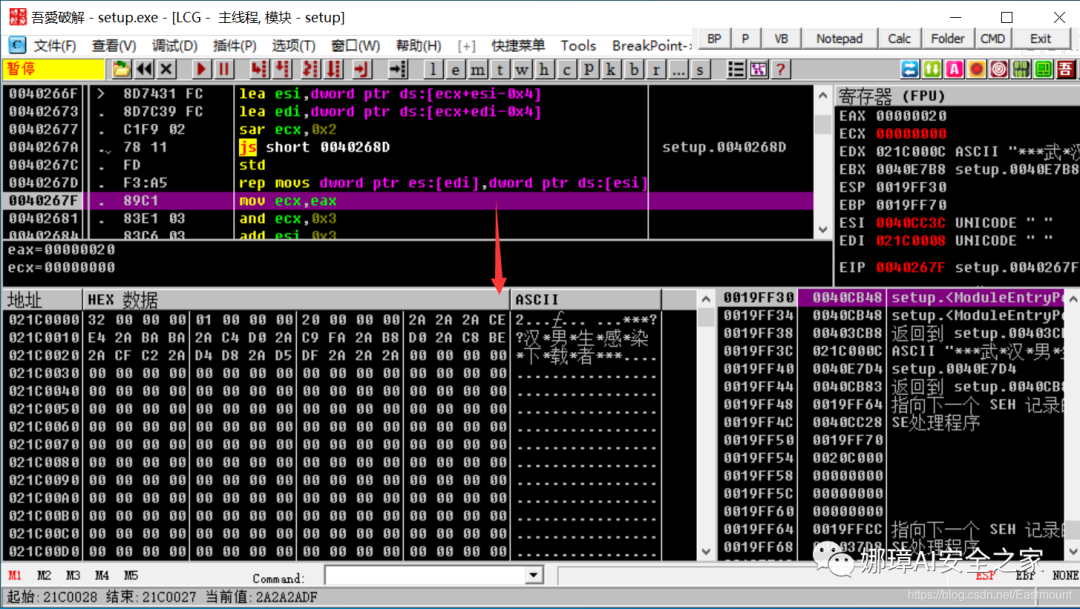 吾愛破解 - setup.exe - [LCG - 主线程, 模块 - setup]
文件(F) 查看(V) 调试(D) 插件(P) 选项(T) 窗口(W) 帮助(H) [+] 快捷菜单 Tools BreakPoint-> BP P VB Notepad Calc Folder CMD Exit
暂停 l e m t w h c p k b r ... s ?
0040266F > 8D7431 FC lea esi,dword ptr ds:[ecx+esi-0x4]
00402673 . 8D7C39 FC lea edi,dword ptr ds:[ecx+edi-0x4]
00402677 . C1F9 02 sar ecx,0x2
0040267A . 78 11 js short 0040268D setup.0040268D
0040267C . FD std
0040267D . F3:A5 rep movs dword ptr es:[edi],dword ptr ds:[esi]
0040267F . 89C1 mov ecx,eax
00402681 . 83E1 03 and ecx,0x3
00402684 . 83C6 03 add esi,0x3
eax=00000020
ecx=00000000
寄存器 (FPU)
EAX 00000020
ECX 00000000
EDX 021C000C ASCII "***武*汉
EBX 0040E7B8 setup.0040E7B8
ESP 0019FF30
EBP 0019FF70
ESI 0040CC3C UNICODE " "
EDI 021C0008 UNICODE " "
EIP 0040267F setup.0040267F
地址 HEX 数据 ASCII
021C0000 32 00 00 00 01 00 00 00 20 00 00 00 2A 2A 2A CE 2...ƒ... ...***?
021C0010 E4 2A BA BA 2A C4 D0 2A C9 FA 2A B8 D0 2A C8 BE ?汉*男*生*感*染
021C0020 2A CF C2 2A D4 D8 2A D5 DF 2A 2A 2A 00 00 00 00 *下*载*者***....
021C0030 00 00 00 00 00 00 00 00 00 00 00 00 00 00 00 00 ................
021C0040 00 00 00 00 00 00 00 00 00 00 00 00 00 00 00 00 ................
021C0050 00 00 00 00 00 00 00 00 00 00 00 00 00 00 00 00 ................
021C0060 00 00 00 00 00 00 00 00 00 00 00 00 00 00 00 00 ................
021C0070 00 00 00 00 00 00 00 00 00 00 00 00 00 00 00 00 ................
021C0080 00 00 00 00 00 00 00 00 00 00 00 00 00 00 00 00 ................
021C0090 00 00 00 00 00 00 00 00 00 00 00 00 00 00 00 00 ................
021C00A0 00 00 00 00 00 00 00 00 00 00 00 00 00 00 00 00 ................
021C00B0 00 00 00 00 00 00 00 00 00 00 00 00 00 00 00 00 ................
021C00C0 00 00 00 00 00 00 00 00 00 00 00 00 00 00 00 00 ................
021C00D0 00 00 00 00 00 00 00 00 00 00 00 00 00 00 00 00 ................
0019FF30 0040CB48 setup.<ModuleEntryPo
0019FF34 0040CB48 setup.<ModuleEntryPo
0019FF38 00403CB8 返回到 setup.00403CB
0019FF3C 021C000C ASCII "***武*汉*男*
0019FF40 0040E7D4 setup.0040E7D4
0019FF44 0040CB83 返回到 setup.0040CB8
0019FF48 0019FF64 指向下一个 SEH 记录的
0019FF4C 0040CC28 SE处理程序
0019FF50 0019FF70
0019FF54 0020C000
0019FF58 00000000
0019FF5C 00000000
0019FF60 00000000
0019FF64 0019FFCC 指向下一个 SEH 记录的
0019FF68 SE处理程序
娜璋AI安全之家
M1 M2 M3 M4 M5 Command: ESP EBP NONE
起始: 21C0028 结束: 21C0027 当前值: 2A2A2ADF
https://blog.csdn.net/Eastmount